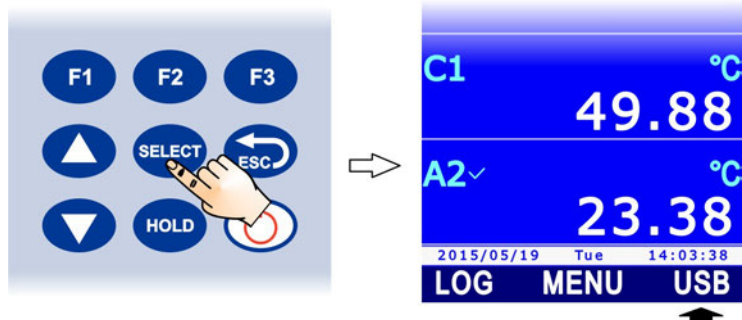 F1 F2 F3
SELECT ESC
HOLD
C1 °C
49.88
A2✓ °C
23.38
2015/05/19 Tue 14:03:38
LOG MENU USB